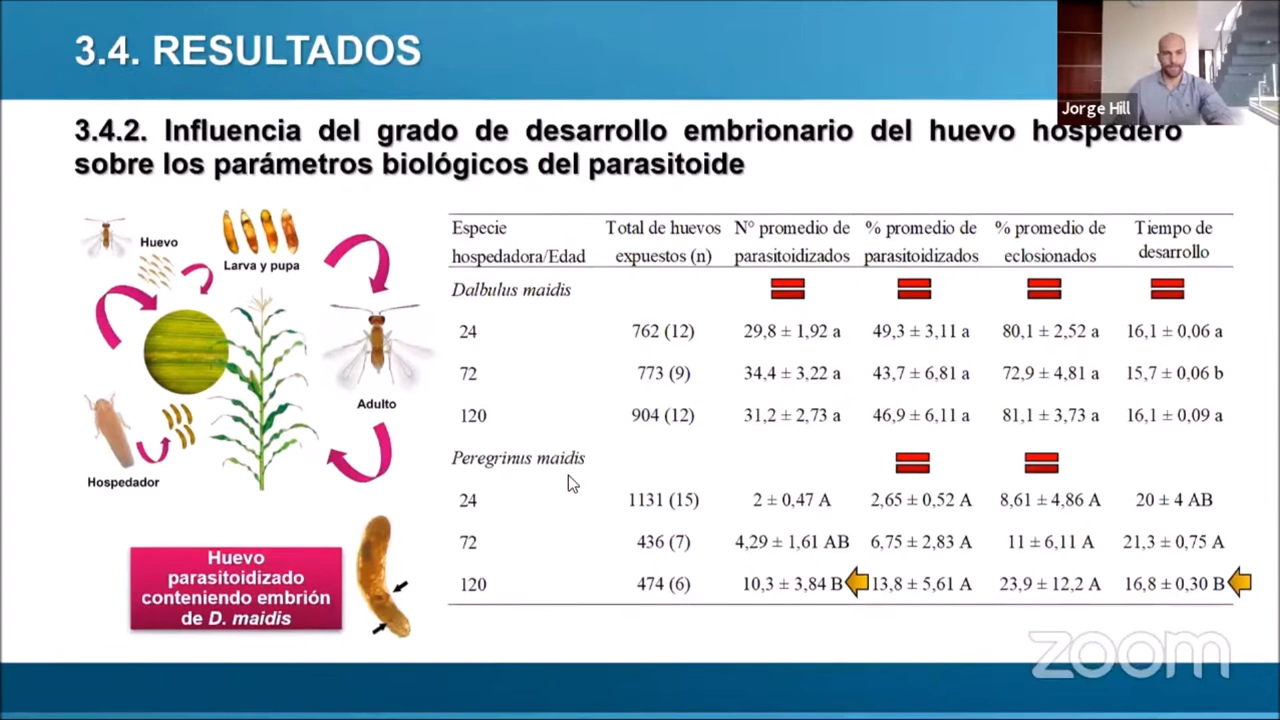 3.4. RESULTADOS
Jorge Hill
3.4.2. Influencia del grado de desarrollo embrionario del huevo hospedero
sobre los parámetros biológicos del parasitoide
Huevo
Larva y pupa
Adulto
Hospedador
Huevo
parasitoidizado
conteniendo embrión
de D. maidis
Especie Total de huevos N° promedio de % promedio de % promedio de Tiempo de
hospedadora/Edad expuestos (n) parasitoidizados parasitoidizados eclosionados desarrollo
Dalbulus maidis
24 762 (12) 29,8 ± 1,92 a 49,3 ± 3,11 a 80,1 ± 2,52 a 16,1 ± 0,06 a
72 773 (9) 34,4 ± 3,22 a 43,7 ± 6,81 a 72,9 ± 4,81 a 15,7 ± 0,06 b
120 904 (12) 31,2 ± 2,73 a 46,9 ± 6,11 a 81,1 ± 3,73 a 16,1 ± 0,09 a
Peregrinus maidis
24 1131 (15) 2 ± 0,47 A 2,65 ± 0,52 A 8,61 ± 4,86 A 20 ± 4 AB
72 436 (7) 4,29 ± 1,61 AB 6,75 ± 2,83 A 11 ± 6,11 A 21,3 ± 0,75 A
120 474 (6) 10,3 ± 3,84 B 13,8 ± 5,61 A 23,9 ± 12,2 A 16,8 ± 0,30 B
zoom